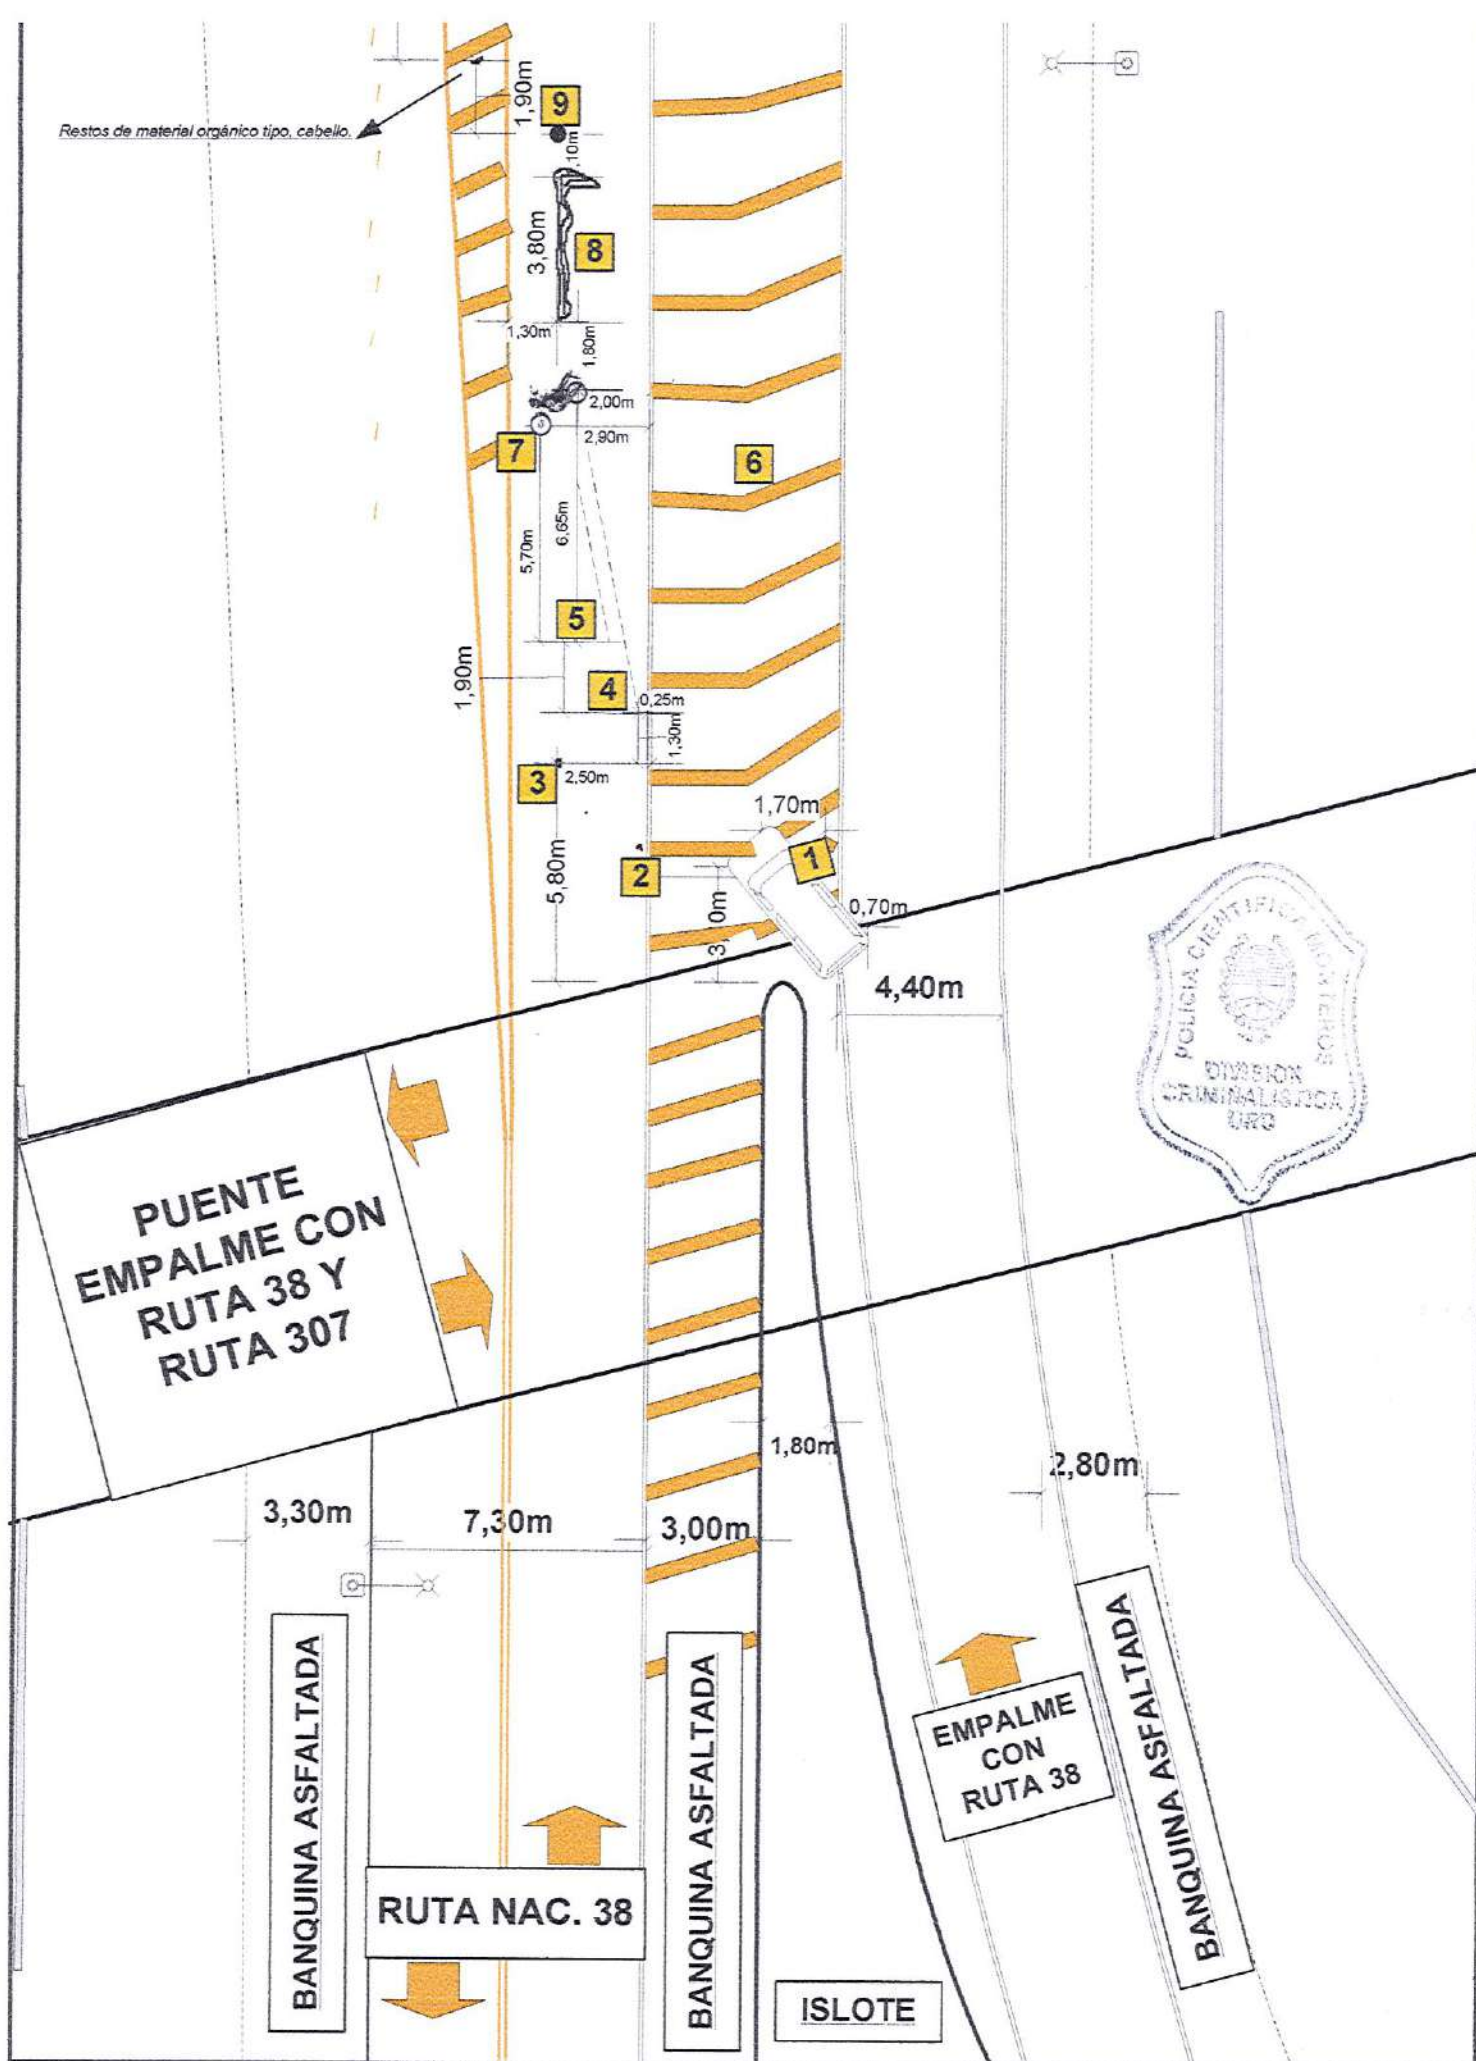 1,90m
9
Restos de material orgánico tipo, cabello.
,10m
3,80m
8
1,30m
1,80m
2,00m
2,90m
7
6
5,70m
6,65m
5
1,90m
4
0,25m
1,30m
3
2,50m
1,70m
1
2
5,80m
0,70m
4,40m
POLICIA CIENTIFICA MONTEROS
DIVISION
CRIMINALISTICA
URO
PUENTE
EMPALME CON
RUTA 38 Y
RUTA 307
1,80m
2,80m
3,30m
7,30m
3,00m
BANQUINA ASFALTADA
BANQUINA ASFALTADA
EMPALME
CON
RUTA 38
BANQUINA ASFALTADA
RUTA NAC. 38
ISLOTE